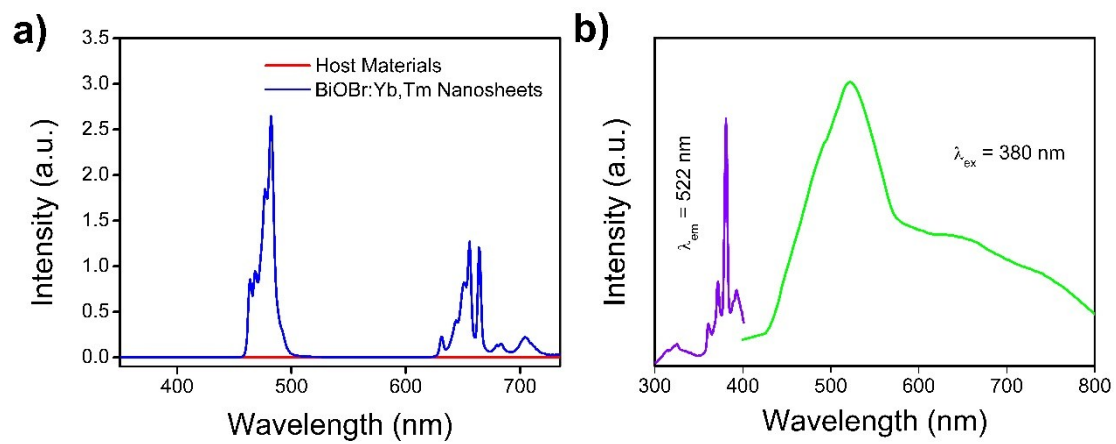 a)
3.5
3.0
2.5
2.0
1.5
1.0
0.5
0.0
Intensity (a.u.)
Host Materials
BiOBr:Yb,Tm Nanosheets
400
500
600
700
Wavelength (nm)
b)
Intensity (a.u.)
λem = 522 nm
λex = 380 nm
300
400
500
600
700
800
Wavelength (nm)